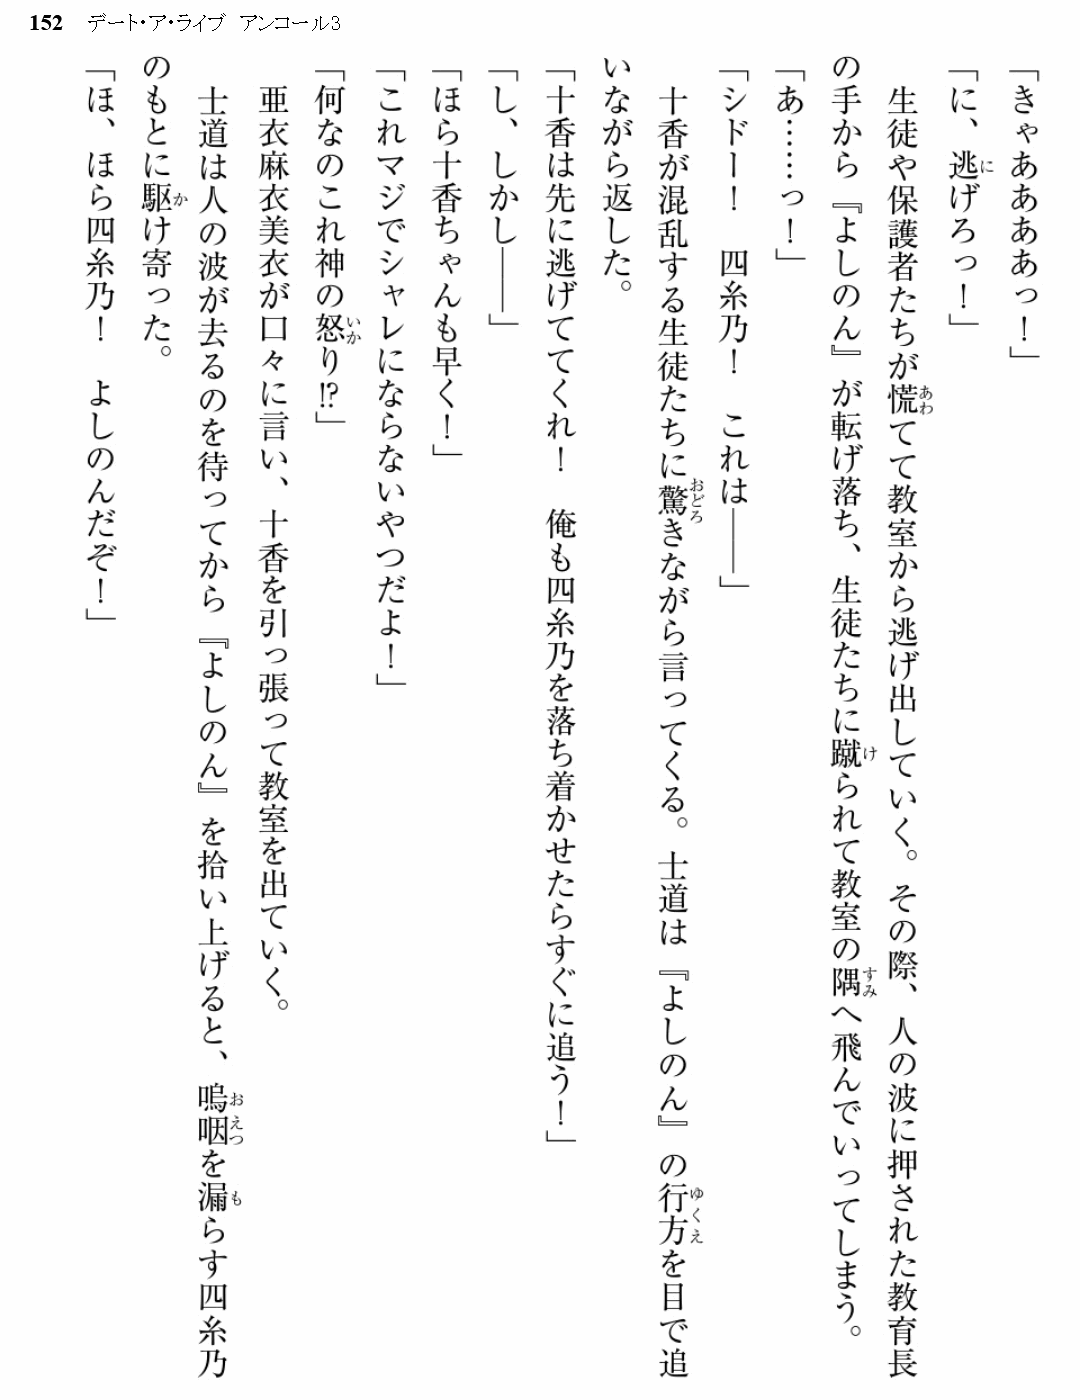 152 デート・ア・ライブ アンコール3
「きゃああああっ！」
「に、逃げろっ！」
生徒や保護者たちが慌てて教室から逃げ出していく。その際、人の波に押された教育長
の手から『よしのん』が転げ落ち、生徒たちに蹴られて教室の隅へ飛んでいってしまう。
「あ……っ！」
「シドー！　四糸乃！　これは――」
十香が混乱する生徒たちに驚きながら言ってくる。士道は『よしのん』の行方を目で追
いながら返した。
「十香は先に逃げててくれ！　俺も四糸乃を落ち着かせたらすぐに追う！」
「し、しかし――」
「ほら十香ちゃんも早く！」
「これマジでシャレにならないやつだよ！」
「何なのこれ神の怒り!?」
亜衣麻衣美衣が口々に言い、十香を引っ張って教室を出ていく。
士道は人の波が去るのを待ってから『よしのん』を拾い上げると、嗚咽を漏らす四糸乃
のもとに駆け寄った。
「ほ、ほら四糸乃！　よしのんだぞ！」